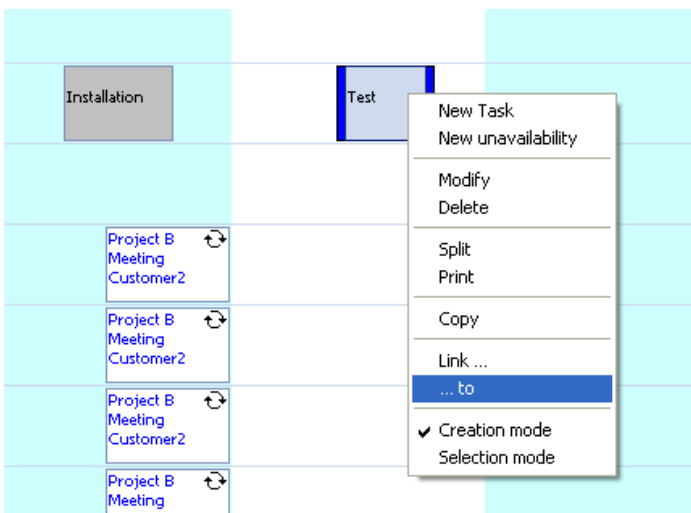 Installation
Test
New Task
New unavailability
Modify
Delete
Split
Print
Copy
Link ...
... to
Creation mode
Selection mode
Project B
Meeting
Customer2
Project B
Meeting
Customer2
Project B
Meeting
Customer2
Project B
Meeting